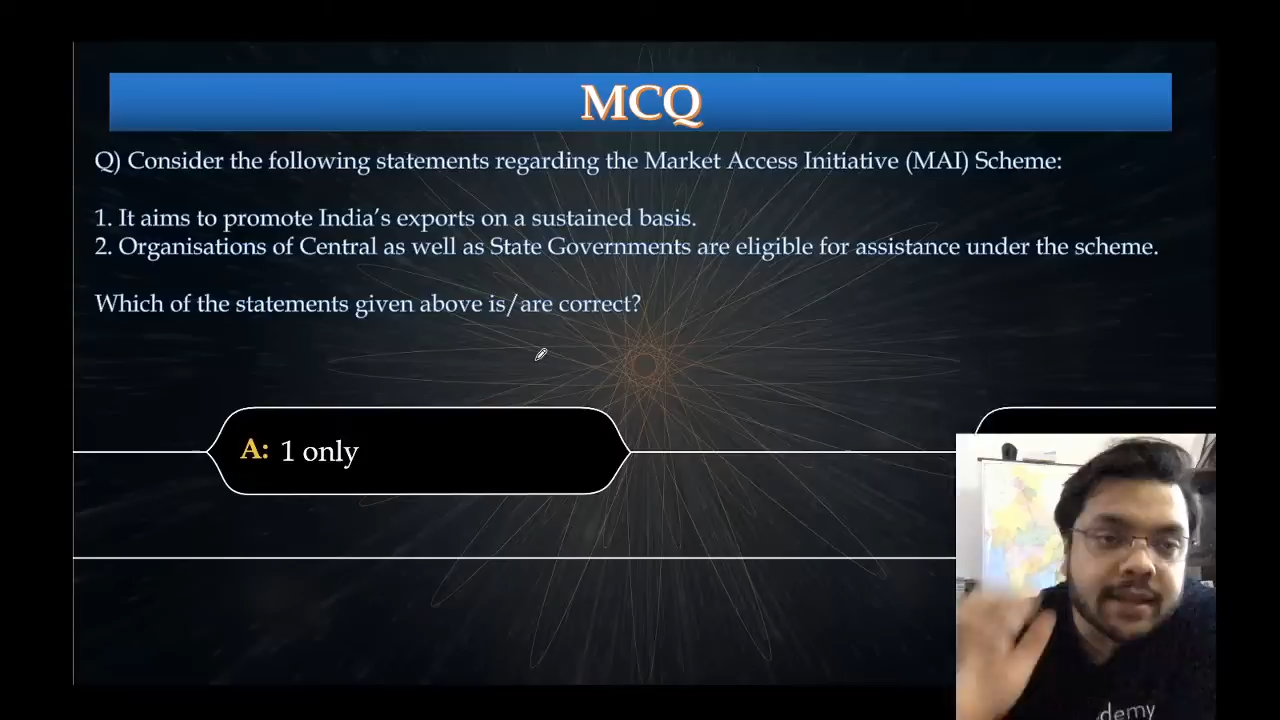 MCQ
Q) Consider the following statements regarding the Market Access Initiative (MAI) Scheme:
1. It aims to promote India's exports on a sustained basis.
2. Organisations of Central as well as State Governments are eligible for assistance under the scheme.
Which of the statements given above is/are correct?
A: 1 only
demy